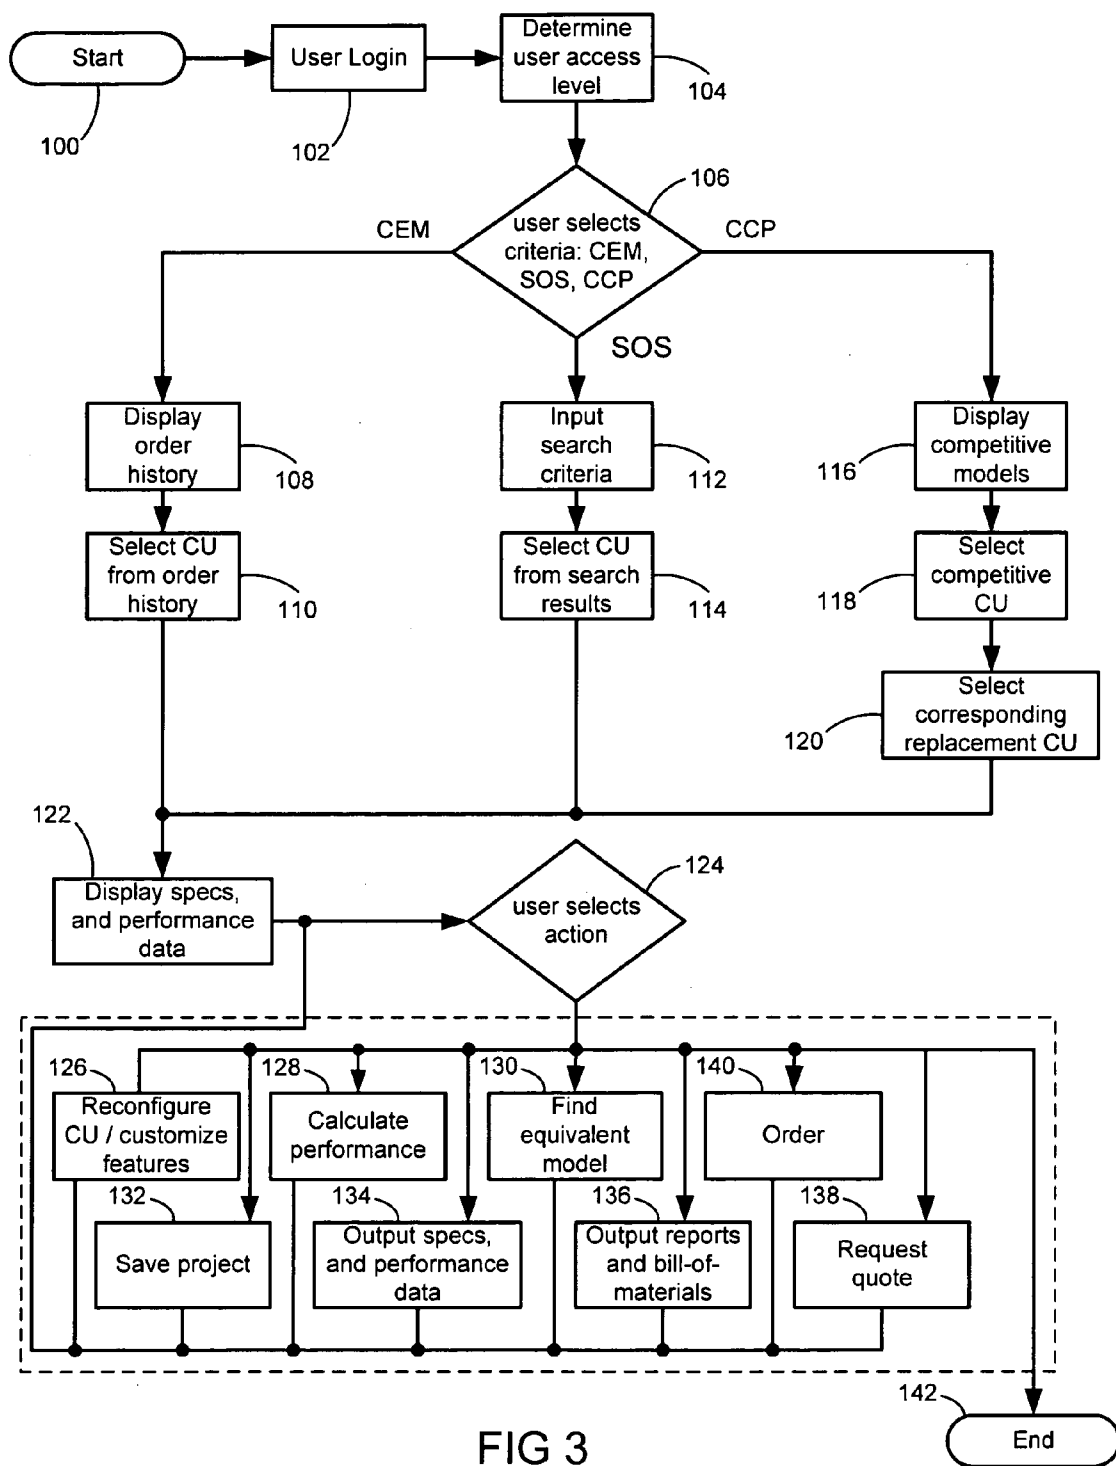 Start
User Login
Determine
user access
level
100
102
104
106
user selects
criteria: CEM,
SOS, CCP
CEM
CCP
SOS
Display
order
history
108
Input
search
criteria
112
Display
competitive
models
116
Select CU
from order
history
110
Select CU
from search
results
114
Select
competitive
CU
118
Select
corresponding
replacement CU
120
122
Display specs,
and performance
data
124
user selects
action
126
Reconfigure
CU / customize
features
128
Calculate
performance
130
Find
equivalent
model
140
Order
132
Save project
134
Output specs,
and performance
data
136
Output reports
and bill-of-
materials
138
Request
quote
142
End
FIG 3